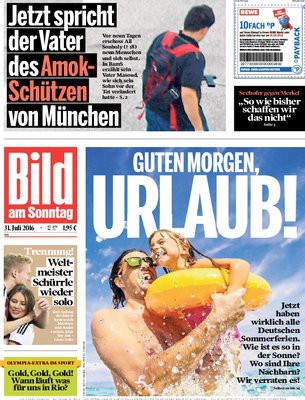 Jetzt spricht
der Vater
des Amok-
Schützen
von München
Vor neun Tagen
erschoss Ali
Sonboly († 18)
neun Menschen
und sich selbst.
In BamS
erzählt sein
Vater Masoud,
wie sich sein
Sohn vor der
Tat verändert
hatte – S. 2
REWE
10FACH °P
PAYBACK
Seehofer gegen Merkel
„So wie bisher
schaffen wir
das nicht“
Seite 3
Bild
am Sonntag
31. Juli 2016
1,95 €
GUTEN MORGEN,
URLAUB!
Trennung!
Welt-
meister
Schürrle
wieder
solo
Jetzt
haben
wirklich alle
Deutschen
Sommerferien.
Wie ist es so in
der Sonne?
Wo sind Ihre
Nachbarn?
Wir verraten es!
OLYMPIA-EXTRA IM SPORT
Gold, Gold, Gold!
Wann läuft was
für uns in Rio?